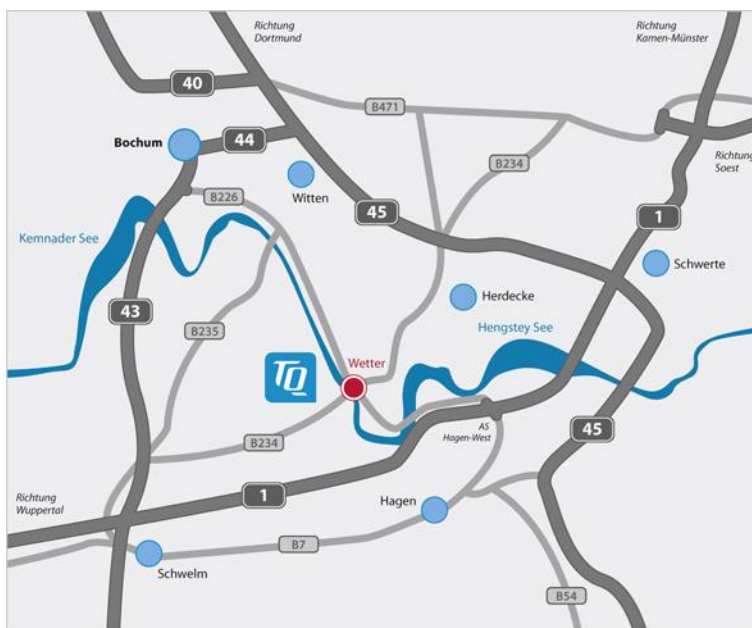 Richtung
Dortmund
Richtung
Kamen-Münster
40
B471
Bochum
44
B234
Richtung
Soest
Witten
B226
45
1
Kemnader See
Schwerte
43
Herdecke
B235
Hengstey See
Wetter
TQ
AS
Hagen-West
45
B234
1
Richtung
Wuppertal
Hagen
B7
Schwelm
B54